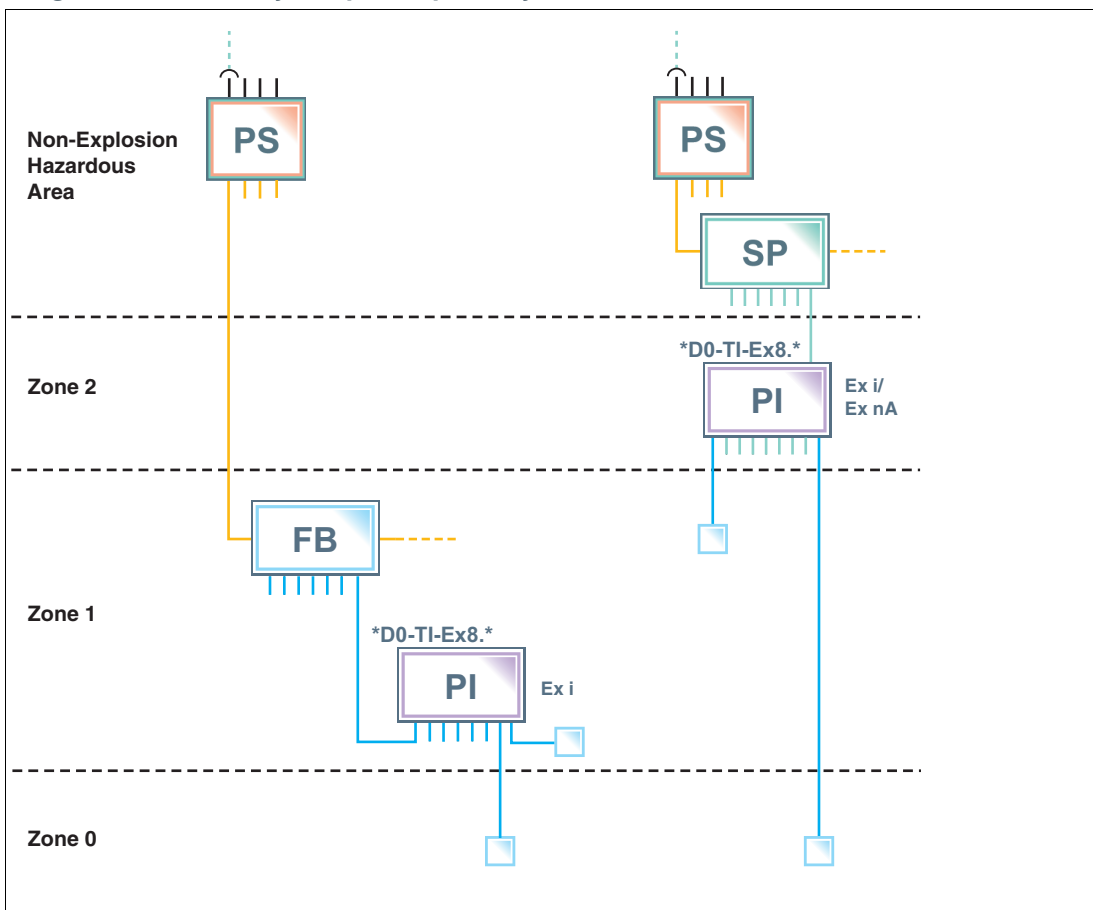 PS
PS
Non-Explosion
Hazardous
Area
SP
*D0-TI-Ex8.*
Zone 2
PI
Ex i/
Ex nA
FB
Zone 1
*D0-TI-Ex8.*
PI
Ex i
Zone 0